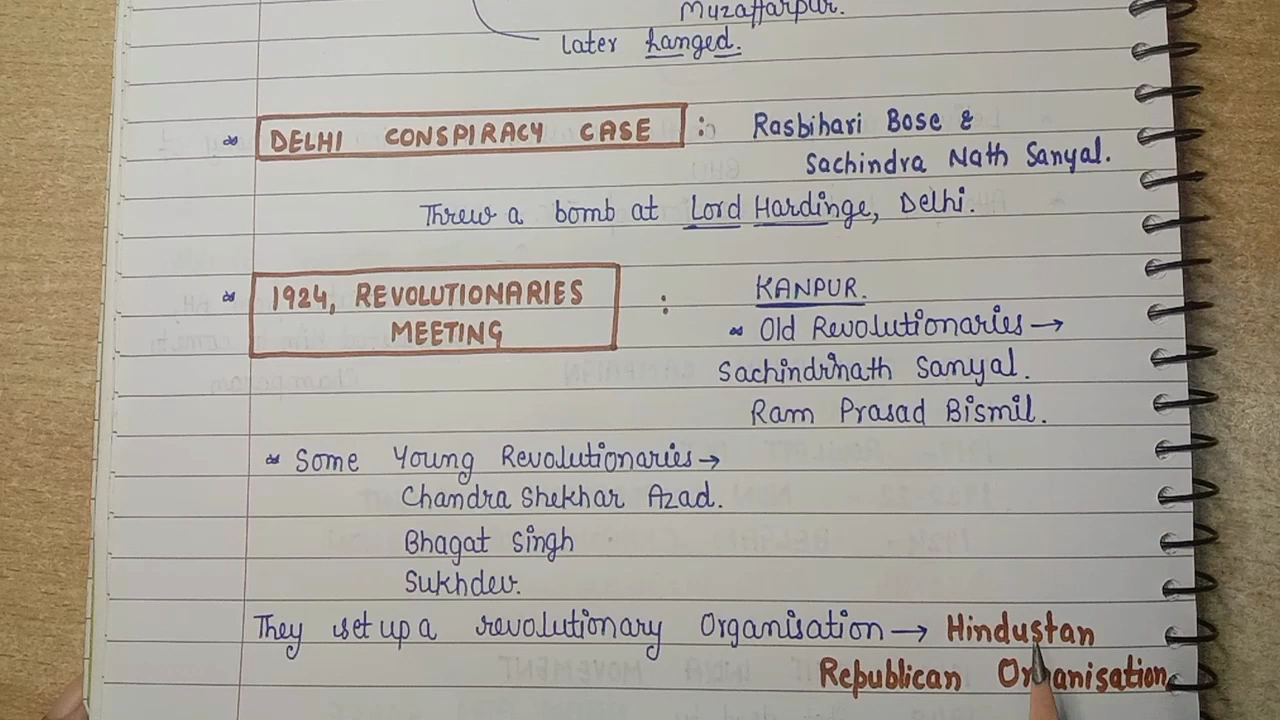 Muzaffarpur.
Later hanged.
DELHI CONSPIRACY CASE : Rasbihari Bose &
Sachindra Nath Sanyal.
Threw a bomb at Lord Hardinge, Delhi.
1924, REVOLUTIONARIES MEETING : KANPUR.
Old Revolutionaries →
Sachindrinath Sanyal.
Ram Prasad Bismil.
Some Young Revolutionaries →
Chandra Shekhar Azad.
Bhagat Singh
Sukhdev.
They set up a revolutionary Organisation → Hindustan
Republican Organisation